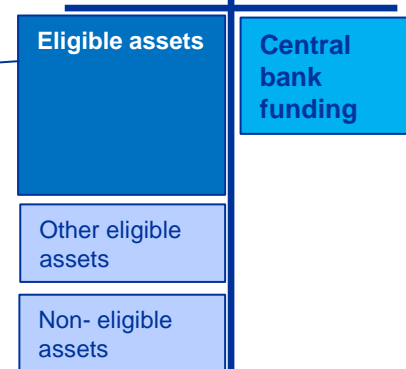 Eligible assets
Central
bank
funding
Other eligible
assets
Non- eligible
assets